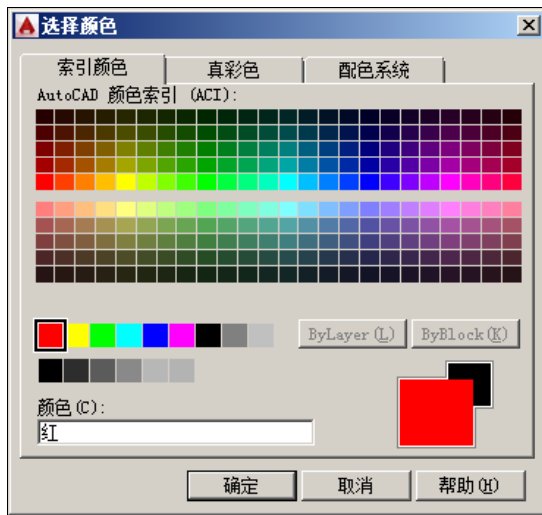 选择颜色
索引颜色 真彩色 配色系统
AutoCAD 颜色索引 (ACI):
ByLayer(L) ByBlock(K)
颜色(C):
红
确定 取消 帮助(H)